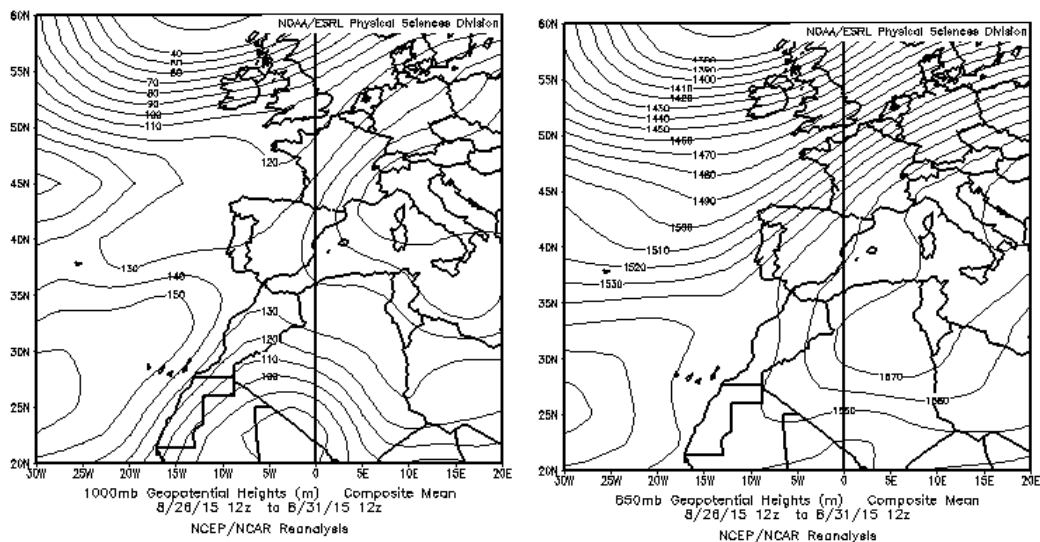 NOAA/ESRL Physical Sciences Division
60N
55N
50N
45N
40N
35N
30N
25N
20N
40
50
60
70
80
90
100
110
120
130
140
150
130
120
110
100
30W 25W 20W 15W 10W 5W 0 5E 10E 15E 20E
1000mb Geopotential Heights (m) Composite Mean
8/26/15 12z to 8/31/15 12z
NCEP/NCAR Reanalysis
NOAA/ESRL Physical Sciences Division
60N
55N
50N
45N
40N
35N
30N
25N
20N
1390
1400
1410
1420
1430
1440
1450
1460
1470
1480
1490
1500
1510
1520
1530
1570
1560
1550
30W 25W 20W 15W 10W 5W 0 5E 10E 15E 20E
850mb Geopotential Heights (m) Composite Mean
8/26/15 12z to 8/31/15 12z
NCEP/NCAR Reanalysis